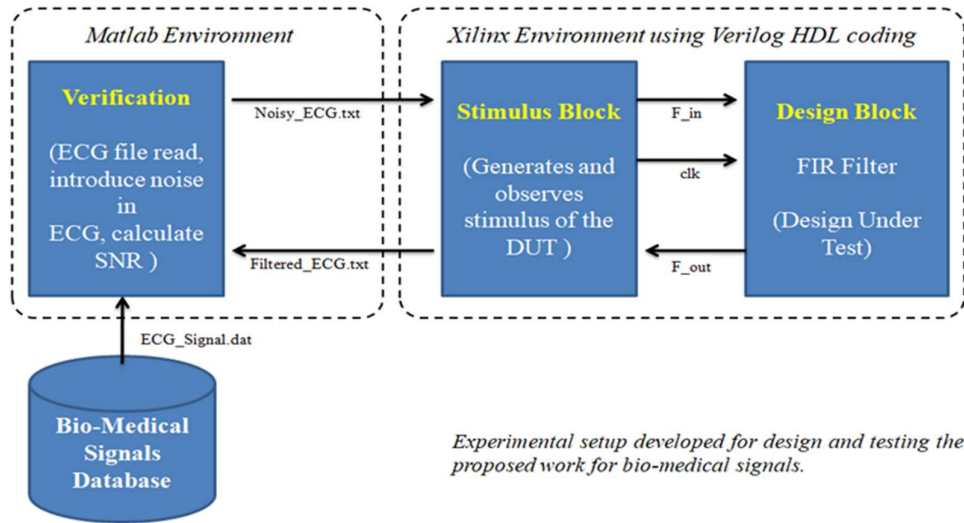 Matlab Environment
Verification
(ECG file read,
introduce noise
in
ECG, calculate
SNR )
Noisy_ECG.txt
Filtered_ECG.txt
Xilinx Environment using Verilog HDL coding
Stimulus Block
(Generates and
observes
stimulus of the
DUT )
F_in
clk
F_out
Design Block
FIR Filter
(Design Under
Test)
ECG_Signal.dat
Bio-Medical
Signals
Database
Experimental setup developed for design and testing the
proposed work for bio-medical signals.